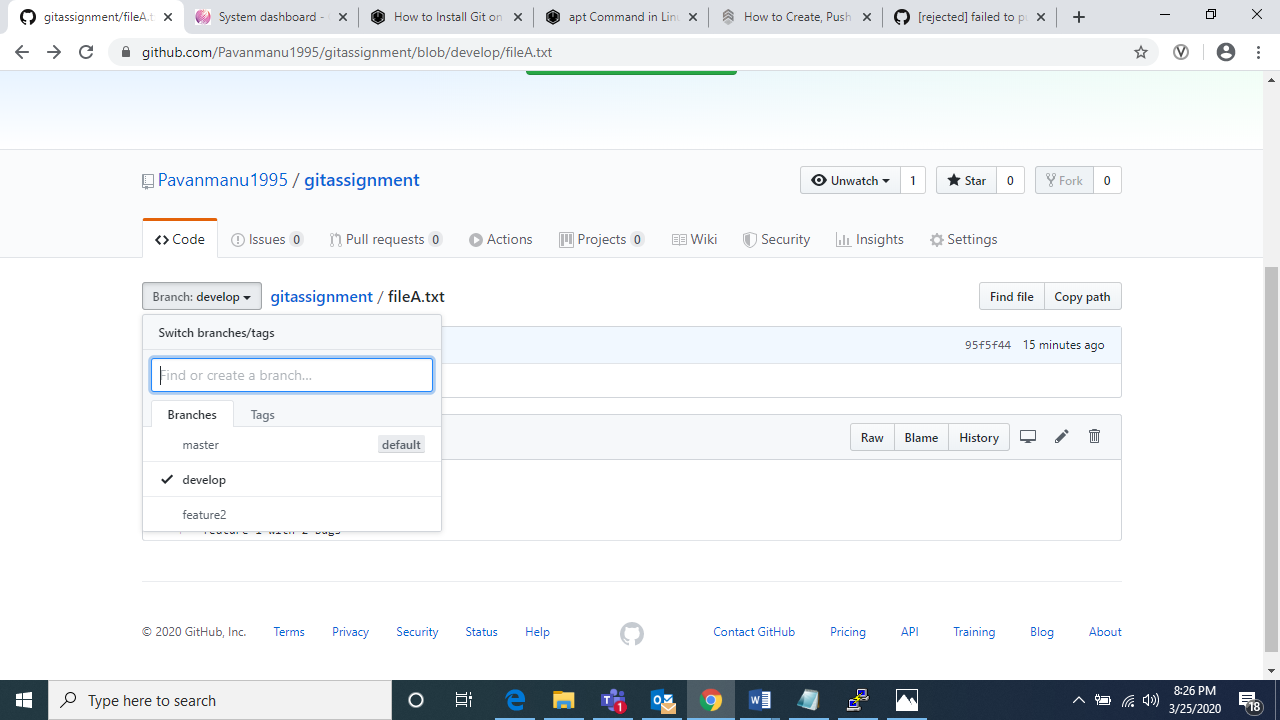 gitassignment/fileA.t
System dashboard -
How to Install Git on
apt Command in Linu
How to Create, Push
[rejected] failed to pu
github.com/Pavanmanu1995/gitassignment/blob/develop/fileA.txt
Pavanmanu1995 / gitassignment
Unwatch 1 Star 0 Fork 0
Code Issues 0 Pull requests 0 Actions Projects 0 Wiki Security Insights Settings
Branch: develop gitassignment / fileA.txt Find file Copy path
Switch branches/tags
95f5f44 15 minutes ago
Find or create a branch...
Branches Tags
Raw Blame History
master default
develop
feature2
feature 1 with 2 bugs
© 2020 GitHub, Inc. Terms Privacy Security Status Help Contact GitHub Pricing API Training Blog About
Type here to search
1
8:26 PM
3/25/2020
18